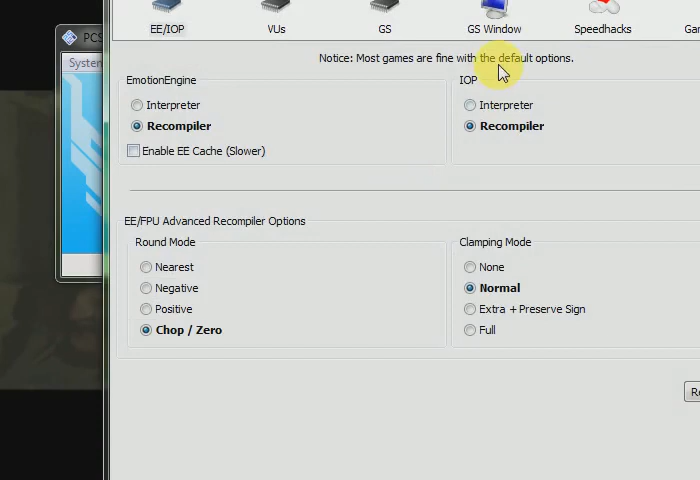 PCS
System
EE/IOP
VUs
GS
GS Window
Speedhacks
Gam
Notice: Most games are fine with the default options.
EmotionEngine
IOP
Interpreter
Interpreter
Recompiler
Recompiler
Enable EE Cache (Slower)
EE/FPU Advanced Recompiler Options
Round Mode
Clamping Mode
Nearest
None
Negative
Normal
Positive
Extra + Preserve Sign
Chop / Zero
Full
Re